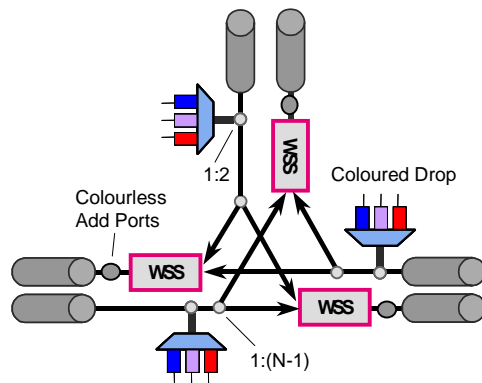 WSS
1:2
Coloured Drop
Colourless
Add Ports
WSS
WSS
1:(N-1)